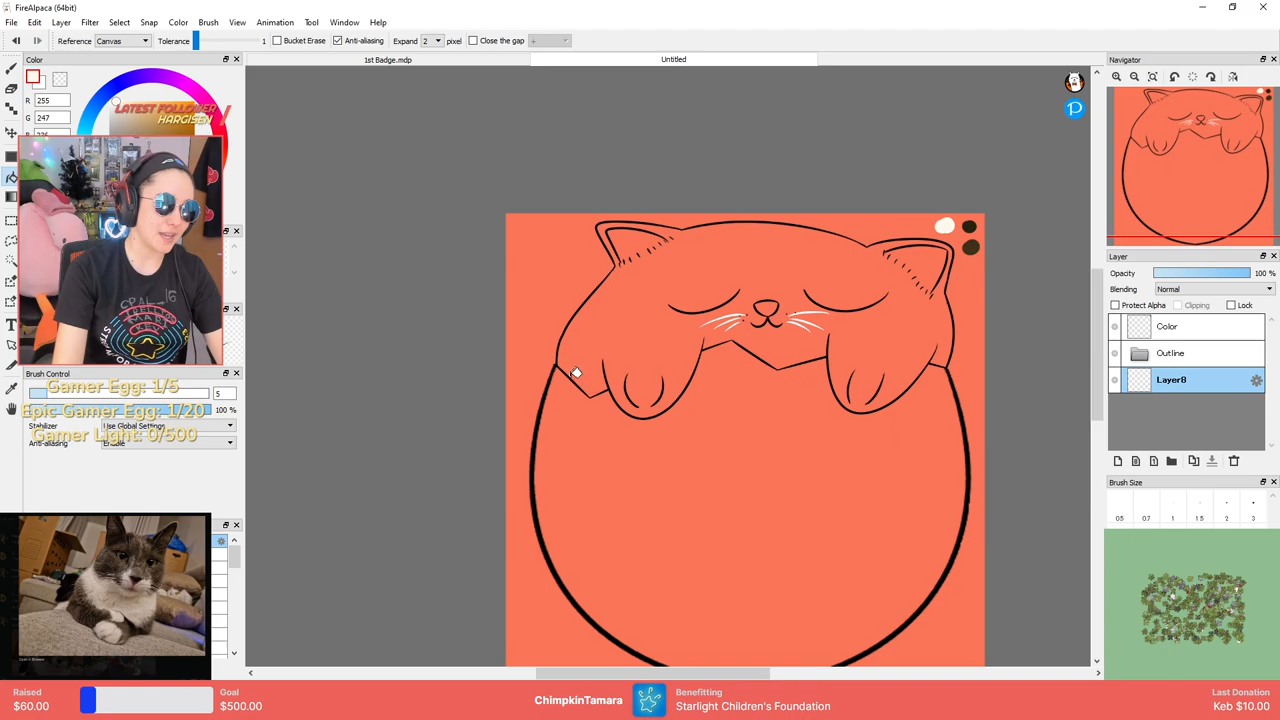 FireAlpaca (64bit)
File Edit Layer Filter Select Snap Color Brush View Animation Tool Window Help
Reference Canvas Tolerance 1 Bucket Erase Anti-aliasing Expand 2 pixel Close the gap
Color 1st Badge.mdp Untitled Navigator
R 255
G 247
LATEST FOLLOWER
HARGISEN
Layer
Opacity 100 %
Blending Normal
Protect Alpha Clipping Lock
Color
Outline
Layer8
Brush Control
5
100 %
Stabilizer Use Global Settings
Anti-aliasing Enable
Gamer Egg: 1/5
Epic Gamer Egg: 1/20
Gamer Light: 0/500
Brush Size
0.5 0.7 1 1.5 2 3
Raised
$60.00
Goal
$500.00
ChimpkinTamara
Benefitting
Starlight Children's Foundation
Last Donation
Keb $10.00